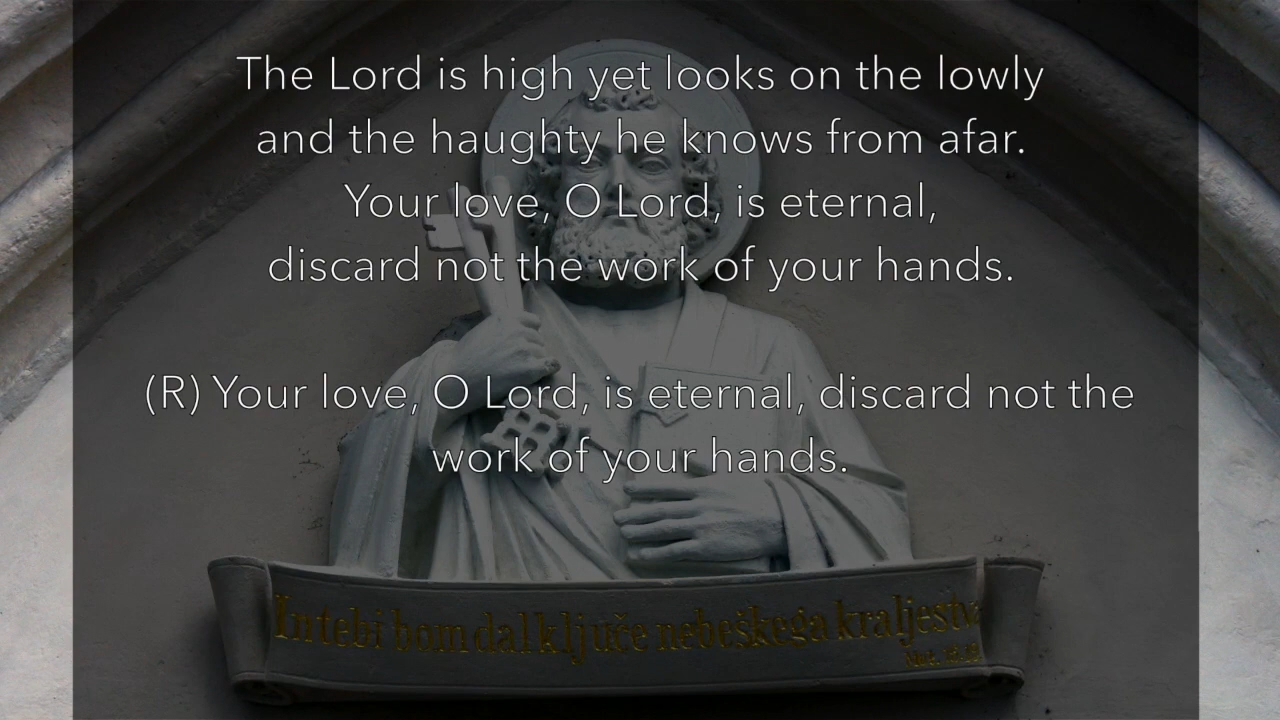 The Lord is high yet looks on the lowly
and the haughty he knows from afar.
Your love, O Lord, is eternal,
discard not the work of your hands.
(R) Your love, O Lord, is eternal, discard not the
work of your hands.
In tebi bom dal ključe nebeškega kraljestva